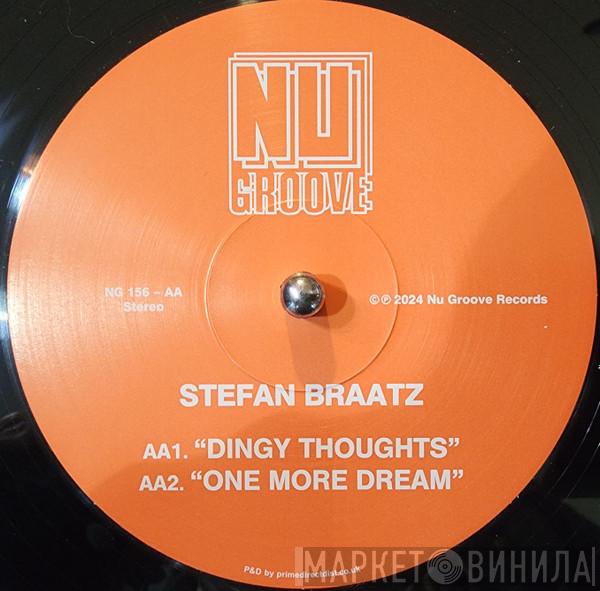 NU
GROOVE
NG 156 – AA
Stereo
©℗ 2024 Nu Groove Records
STEFAN BRAATZ
AA1. “DINGY THOUGHTS”
AA2. “ONE MORE DREAM”
P&D by primedirectdist.co.uk
МАРКЕТ ВИНИЛА